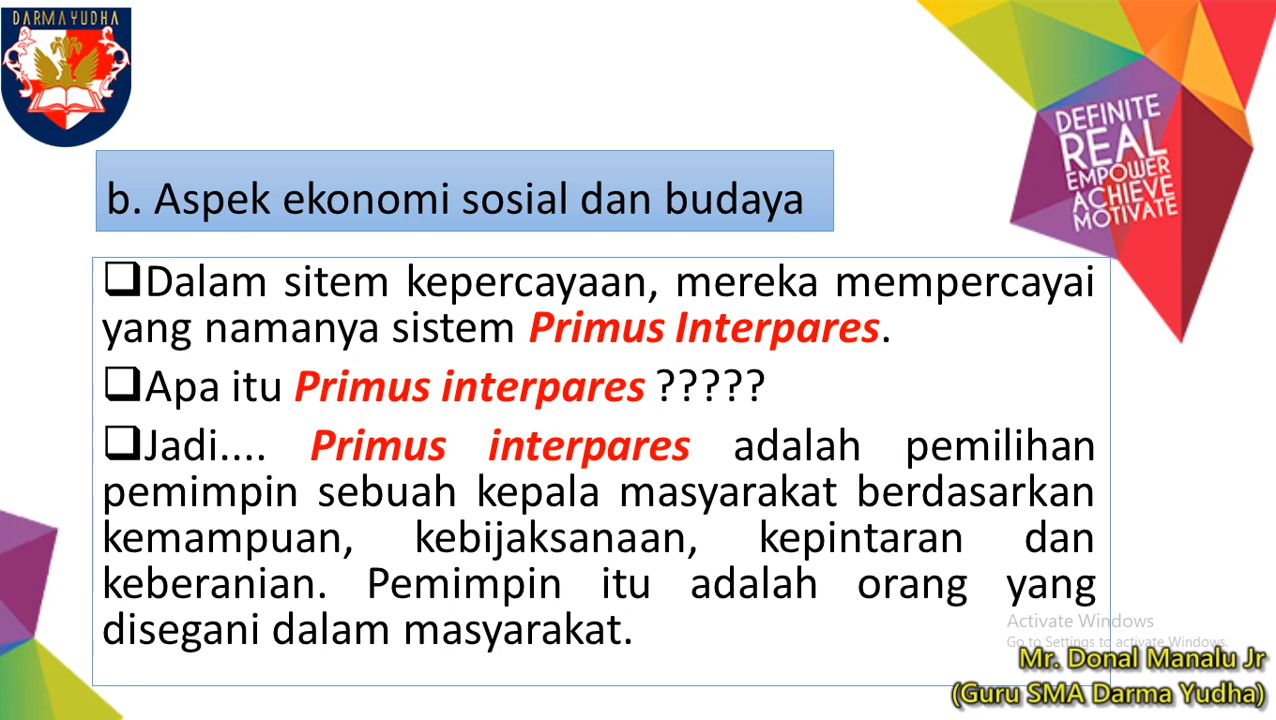 DARMA YUDHA
DEFINITE
REAL
EMPOWER
ACHIEVE
MOTIVATE
b. Aspek ekonomi sosial dan budaya
❑Dalam sitem kepercayaan, mereka mempercayai
yang namanya sistem Primus Interpares.
❑Apa itu Primus interpares ?????
❑Jadi.... Primus interpares adalah pemilihan
pemimpin sebuah kepala masyarakat berdasarkan
kemampuan, kebijaksanaan, kepintaran dan
keberanian. Pemimpin itu adalah orang yang
disegani dalam masyarakat.
Activate Windows
Go to Settings to activate Windows.
Mr. Donal Manalu Jr
(Guru SMA Darma Yudha)